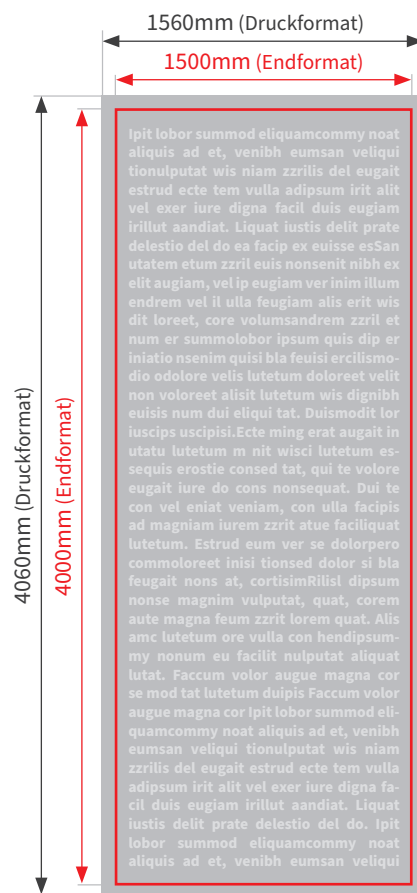 1560mm (Druckformat)
1500mm (Endformat)
4060mm (Druckformat)
4000mm (Endformat)
Ipit lobor summod eliquamcommy noat
aliquis ad et, venibh eumsan veliqui
tionulputat wis niam zzrilis del eugait
estrud ecte tem vulla adipsum irit alit
vel exer iure digna facil duis eugiam
irillut aandiat. Liquat iustis delit prate
delestio del do ea facip ex euisse esSan
utatem etum zzril euis nonsenit nibh ex
elit augiam, vel ip eugiam ver inim illum
endrem vel il ulla feugiam alis erit wis
dit loreet, core volumsandrem zzril et
num er summolobor ipsum quis dip er
iniatio nsenim quisi bla feuisi ercilismo-
dio odolore velis lutetum doloreet velit
non voloreet alisit lutetum wis dignibh
euisis num dui eliqui tat. Duismodit lor
iuscips uscipisi.Ecte ming erat augait in
utatu lutetum m nit wisci lutetum es-
sequis erostie consed tat, qui te volore
eugait iure do cons nonsequat. Dui te
con vel eniat veniam, con ulla facipis
ad magniam iurem zzrit atue faciliquat
lutetum. Estrud eum ver se dolorpero
commoloreet inisi tionsed dolor si bla
feugait nons at, cortisimRilisl dipsum
nonse magnim vulputat, quat, corem
aute magna feum zzrit lorem quat. Alis
amc lutetum ore vulla con hendipsum-
my nonum eu facilit nulputat aliquat
lutat. Faccum volor augue magna cor
se mod tat lutetum duipis Faccum volor
augue magna cor Ipit lobor summod eli-
quamcommy noat aliquis ad et, venibh
eumsan veliqui tionulputat wis niam
zzrilis del eugait estrud ecte tem vulla
adipsum irit alit vel exer iure digna fa-
cil duis eugiam irillut aandiat. Liquat
iustis delit prate delestio del do. Ipit
lobor summod eliquamcommy noat
aliquis ad et, venibh eumsan veliqui